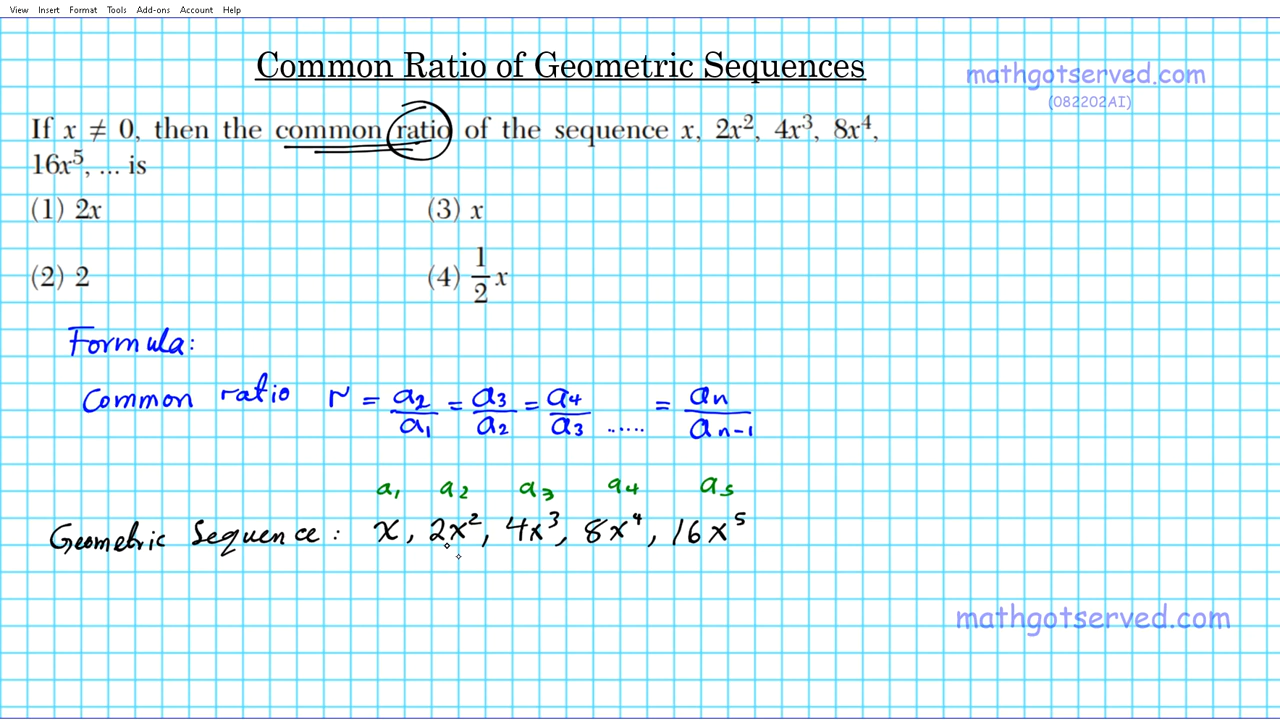 View Insert Format Tools Add-ons Account Help
Common Ratio of Geometric Sequences
mathgotserved.com
(082202AI)
If x ≠ 0, then the common ratio of the sequence x, 2x², 4x³, 8x⁴,
16x⁵, ... is
(1) 2x (3) x
(2) 2 (4) 1/2 x
Formula:
Common ratio r = a₂/a₁ = a₃/a₂ = a₄/a₃ ...... = aₙ/aₙ₋₁
a₁ a₂ a₃ a₄ a₅
Geometric Sequence: x, 2x², 4x³, 8x⁴, 16x⁵
mathgotserved.com